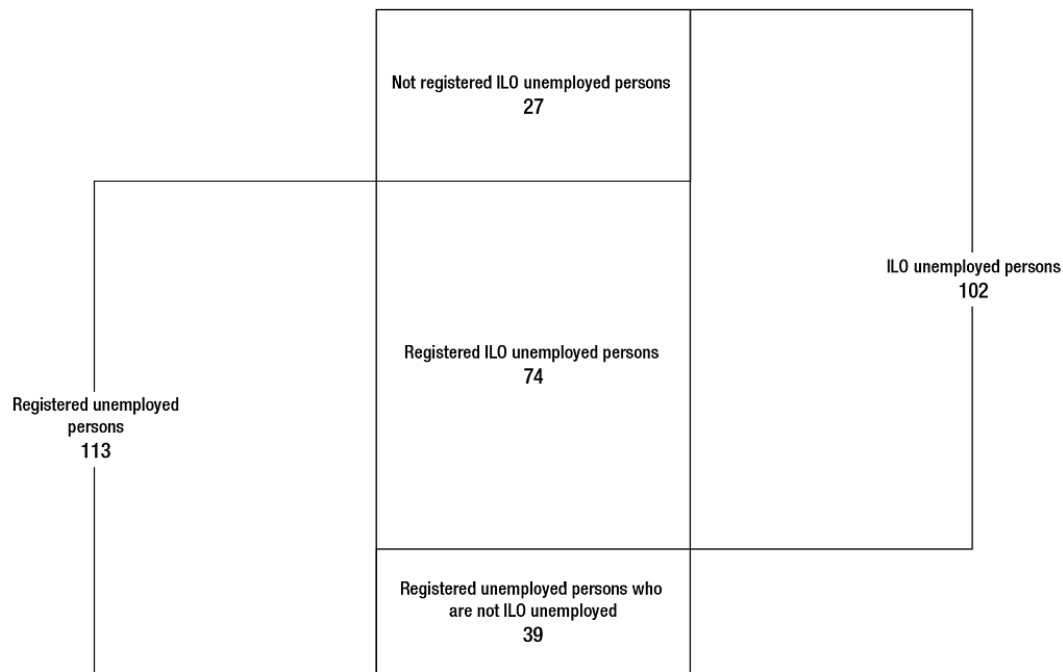 Not registered ILO unemployed persons
27
ILO unemployed persons
102
Registered ILO unemployed persons
74
Registered unemployed
persons
113
Registered unemployed persons who
are not ILO unemployed
39